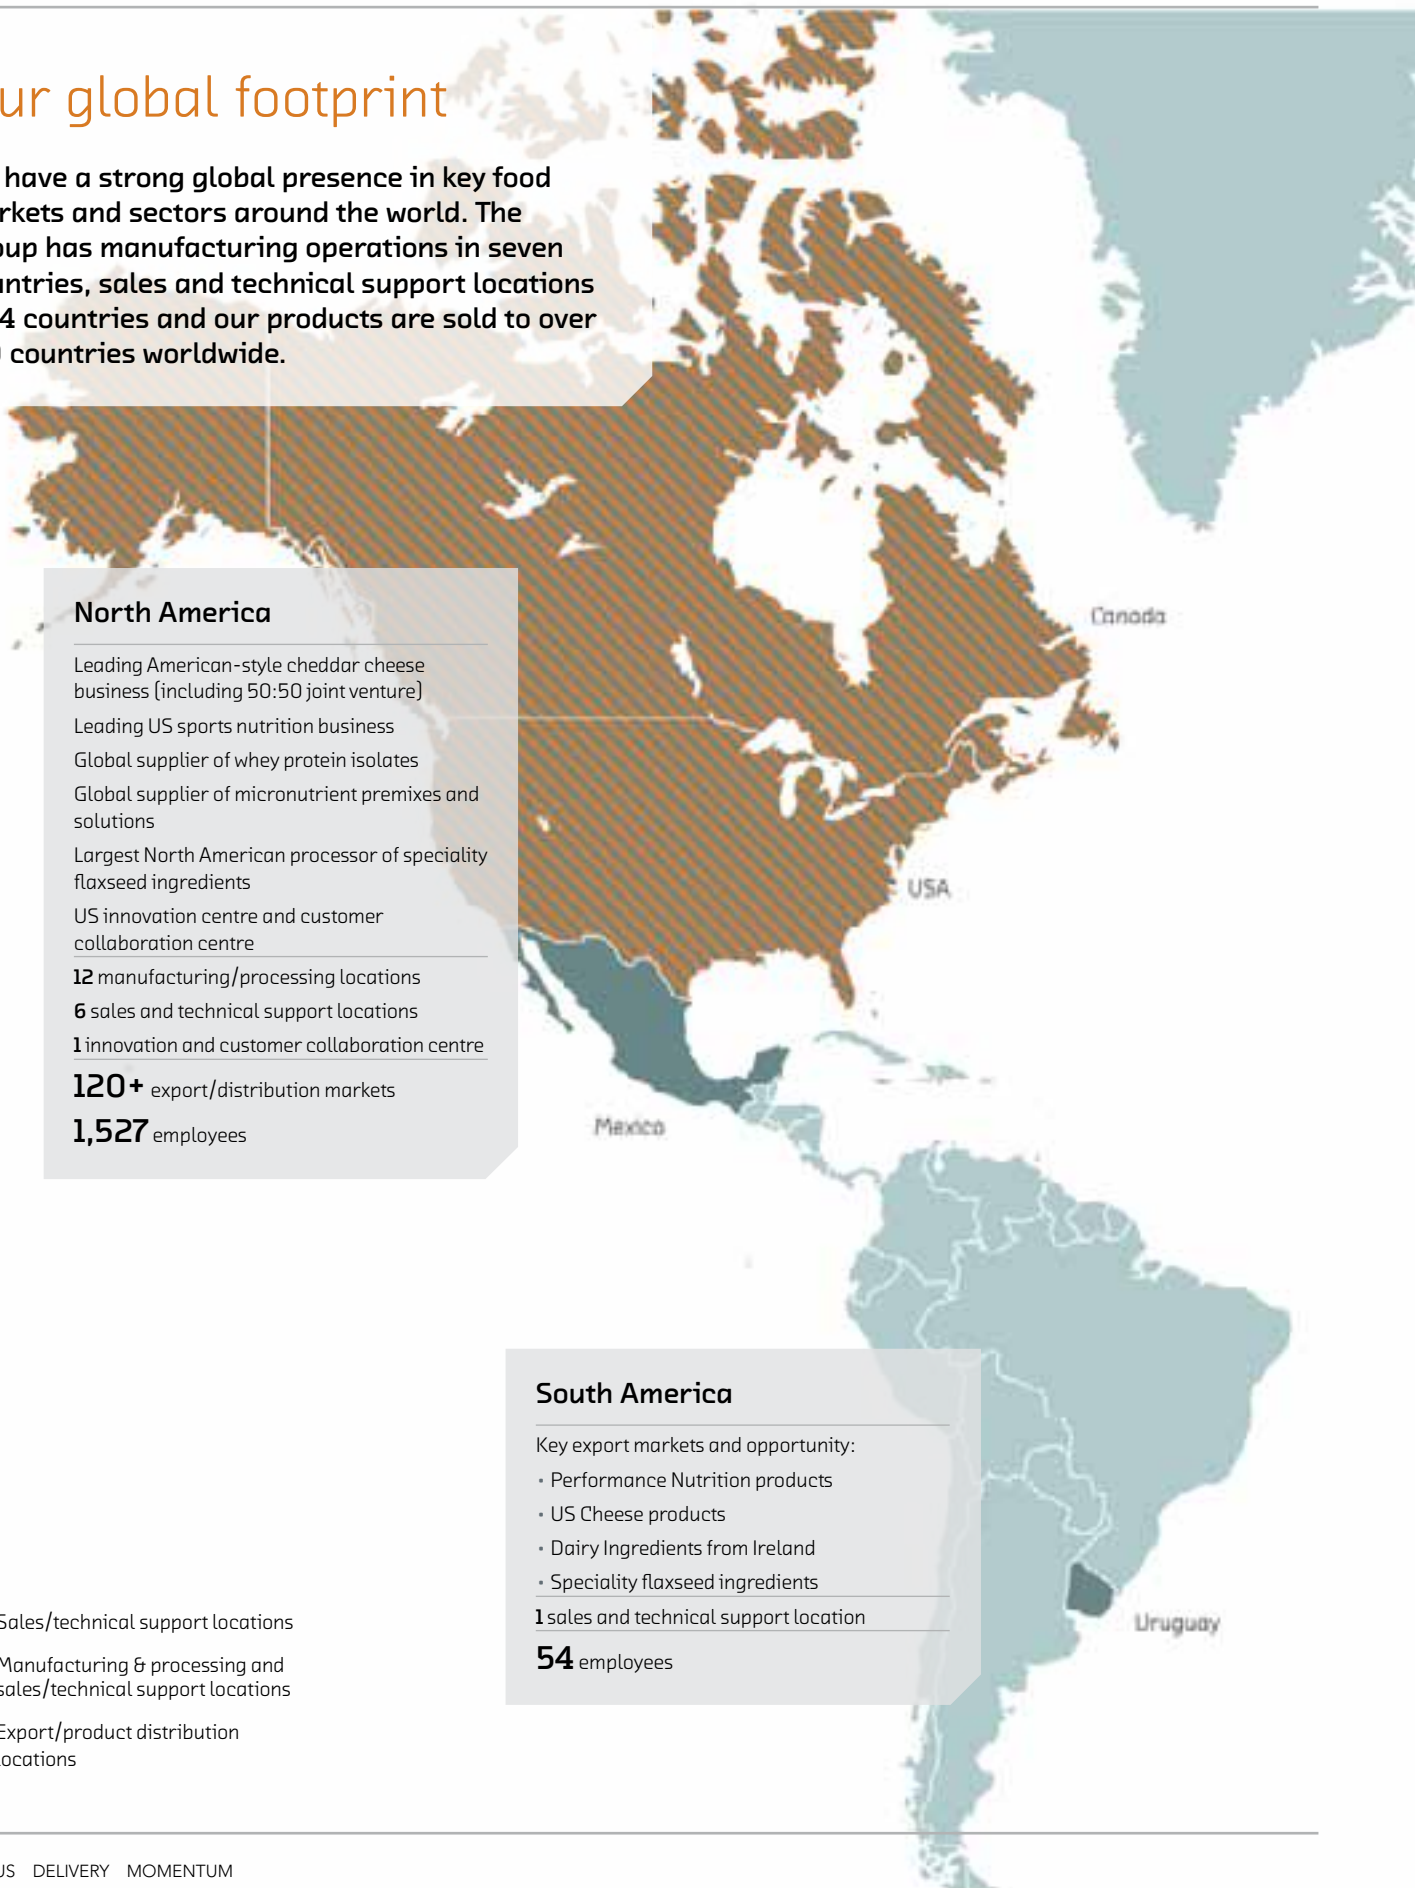 ur global footprint
have a strong global presence in key food
rkets and sectors around the world. The
oup has manufacturing operations in seven
untries, sales and technical support locations
4 countries and our products are sold to over
countries worldwide.
Canada
North America
Leading American-style cheddar cheese
business (including 50:50 joint venture)
Leading US sports nutrition business
Global supplier of whey protein isolates
Global supplier of micronutrient premixes and
solutions
Largest North American processor of speciality
flaxseed ingredients
US innovation centre and customer
collaboration centre
12 manufacturing/processing locations
6 sales and technical support locations
1 innovation and customer collaboration centre
120+ export/distribution markets
1,527 employees
USA
Mexico
South America
Key export markets and opportunity:
• Performance Nutrition products
• US Cheese products
• Dairy Ingredients from Ireland
• Speciality flaxseed ingredients
1 sales and technical support location
54 employees
Uruguay
Sales/technical support locations
Manufacturing & processing and
sales/technical support locations
Export/product distribution
locations
US DELIVERY MOMENTUM